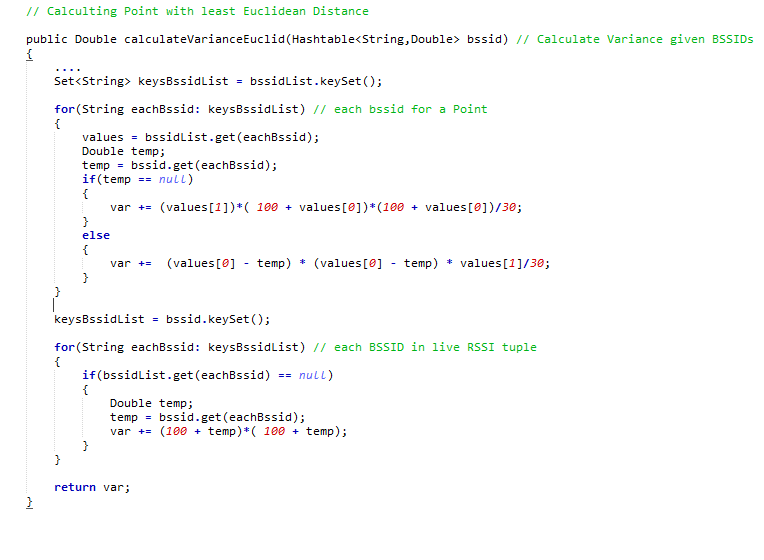 // Calculting Point with least Euclidean Distance
public Double calculateVarianceEuclid(Hashtable<String,Double> bssid) // Calculate Variance given BSSIDs
{
....
Set<String> keysBssidList = bssidList.keySet();
for(String eachBssid: keysBssidList) // each bssid for a Point
{
values = bssidList.get(eachBssid);
Double temp;
temp = bssid.get(eachBssid);
if(temp == null)
{
var += (values[1])*( 100 + values[0])*(100 + values[0])/30;
}
else
{
var +=  (values[0] - temp) * (values[0] - temp) * values[1]/30;
}
}
keysBssidList = bssid.keySet();
for(String eachBssid: keysBssidList) // each BSSID in live RSSI tuple
{
if(bssidList.get(eachBssid) == null)
{
Double temp;
temp = bssid.get(eachBssid);
var += (100 + temp)*( 100 + temp);
}
}
return var;
}